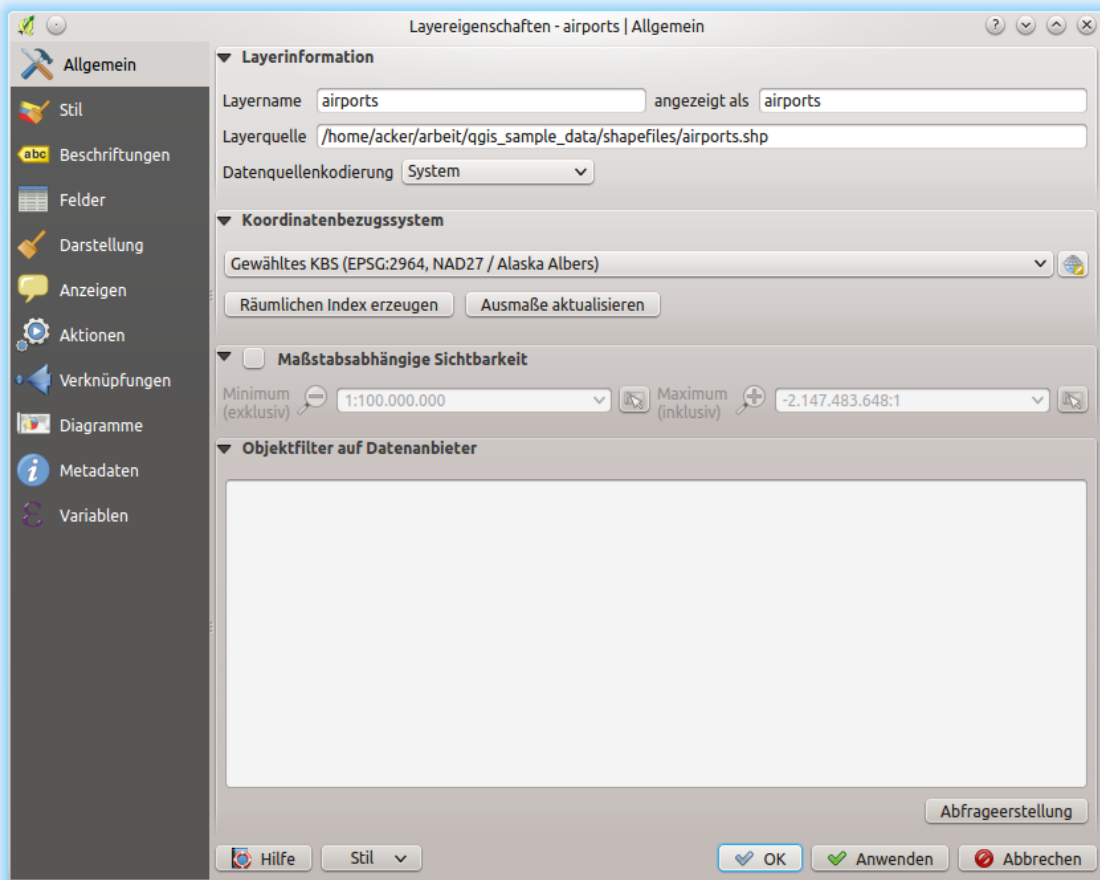 Layereigenschaften - airports | Allgemein
Allgemein
Stil
abc Beschriftungen
Felder
Darstellung
Anzeigen
Aktionen
Verknüpfungen
Diagramme
Metadaten
Variablen
Layerinformation
Layername airports angezeigt als airports
Layerquelle /home/acker/arbeit/qgis_sample_data/shapefiles/airports.shp
Datenquellenkodierung System
Koordinatenbezugssystem
Gewähltes KBS (EPSG:2964, NAD27 / Alaska Albers)
Räumlichen Index erzeugen Ausmaße aktualisieren
Maßstabsabhängige Sichtbarkeit
Minimum (exklusiv) 1:100.000.000 Maximum (inklusiv) -2.147.483.648:1
Objektfilter auf Datenanbieter
Abfrageerstellung
Hilfe Stil OK Anwenden Abbrechen